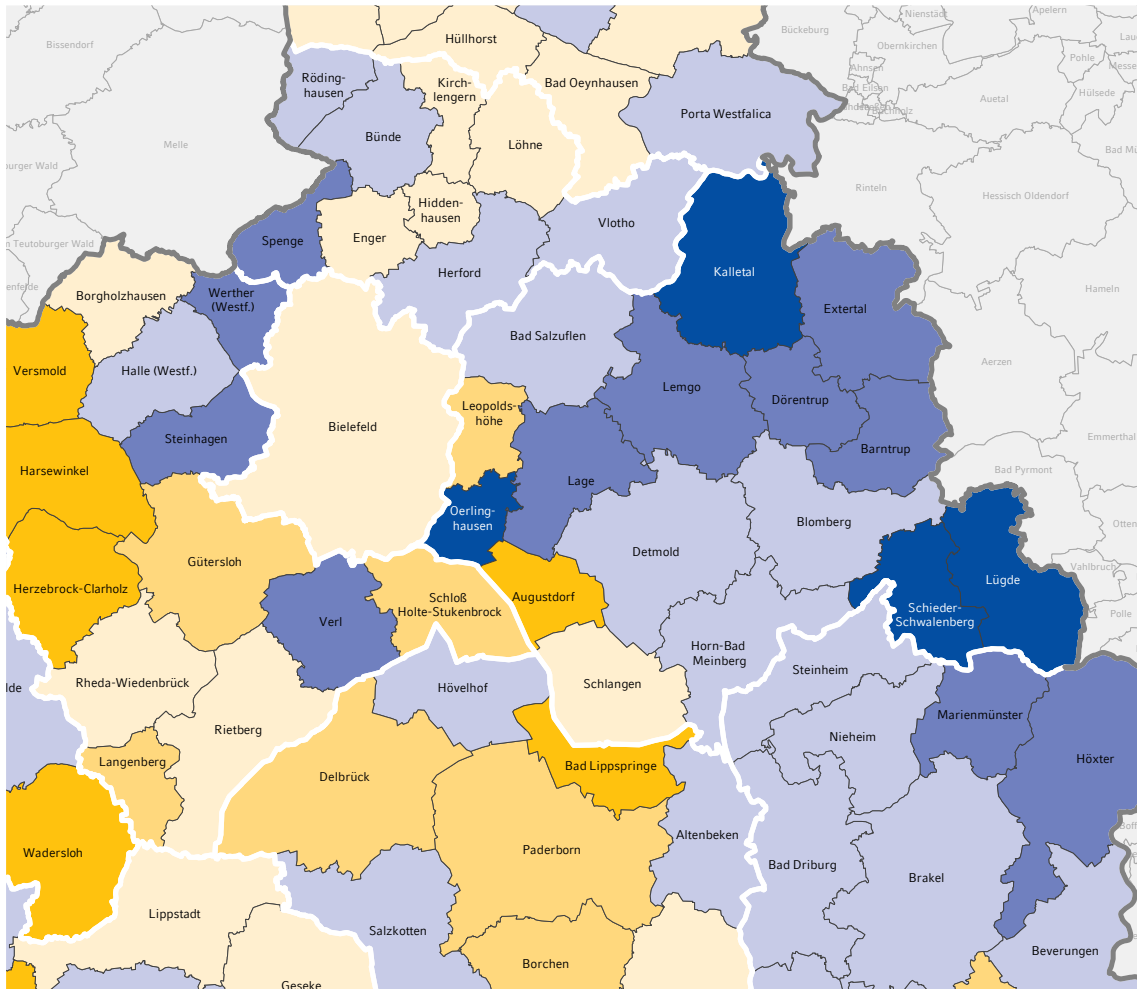 Apelern
Nienstädt
Bückeburg
Hüllhorst
Bissendorf
Obernkirchen
Pohle
Ahnsen
Röding-
hausen
Kirch-
lengern
Bad Oeynhausen
Bad Eilsen
Hülsede
Auetal
Porta Westfalica
Bünde
Löhne
Melle
Rinteln
Hessisch Oldendorf
Hidden-
hausen
Vlotho
Spenge
Enger
Herford
Kalletal
Hameln
Borgholzhausen
Werther
(Westf.)
Extertal
Bad Salzuflen
Aerzen
Versmold
Halle (Westf.)
Lemgo
Dörentrup
Leopolds-
höhe
Bielefeld
Steinhagen
Emmerthal
Barntrup
Harsewinkel
Bad Pyrmont
Lage
Oerling-
hausen
Blomberg
Detmold
Gütersloh
Vahlbruch
Lügde
Herzebrock-Clarholz
Schloß
Holte-Stukenbrock
Augustdorf
Schieder-
Schwalenberg
Polle
Verl
Horn-Bad
Meinberg
Steinheim
Rheda-Wiedenbrück
Hövelhof
Schlangen
Marienmünster
Rietberg
Nieheim
Höxter
Langenberg
Delbrück
Bad Lippspringe
Altenbeken
Wadersloh
Paderborn
Bad Driburg
Brakel
Lippstadt
Salzkotten
Beverungen
Borchen
Geseke